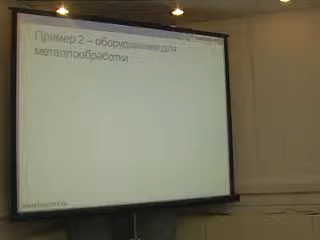 Пример 2 – оборудование для
металлообработки